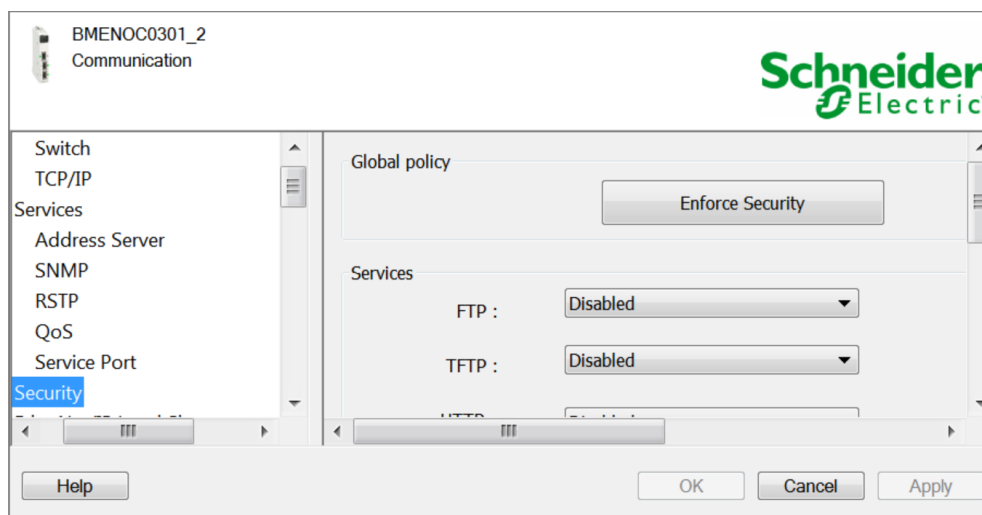 BMENOC0301_2
Communication
Schneider
Electric
Switch
TCP/IP
Services
Address Server
SNMP
RSTP
QoS
Service Port
Security
Global policy
Enforce Security
Services
FTP :
Disabled
TFTP :
Disabled
Help
OK
Cancel
Apply